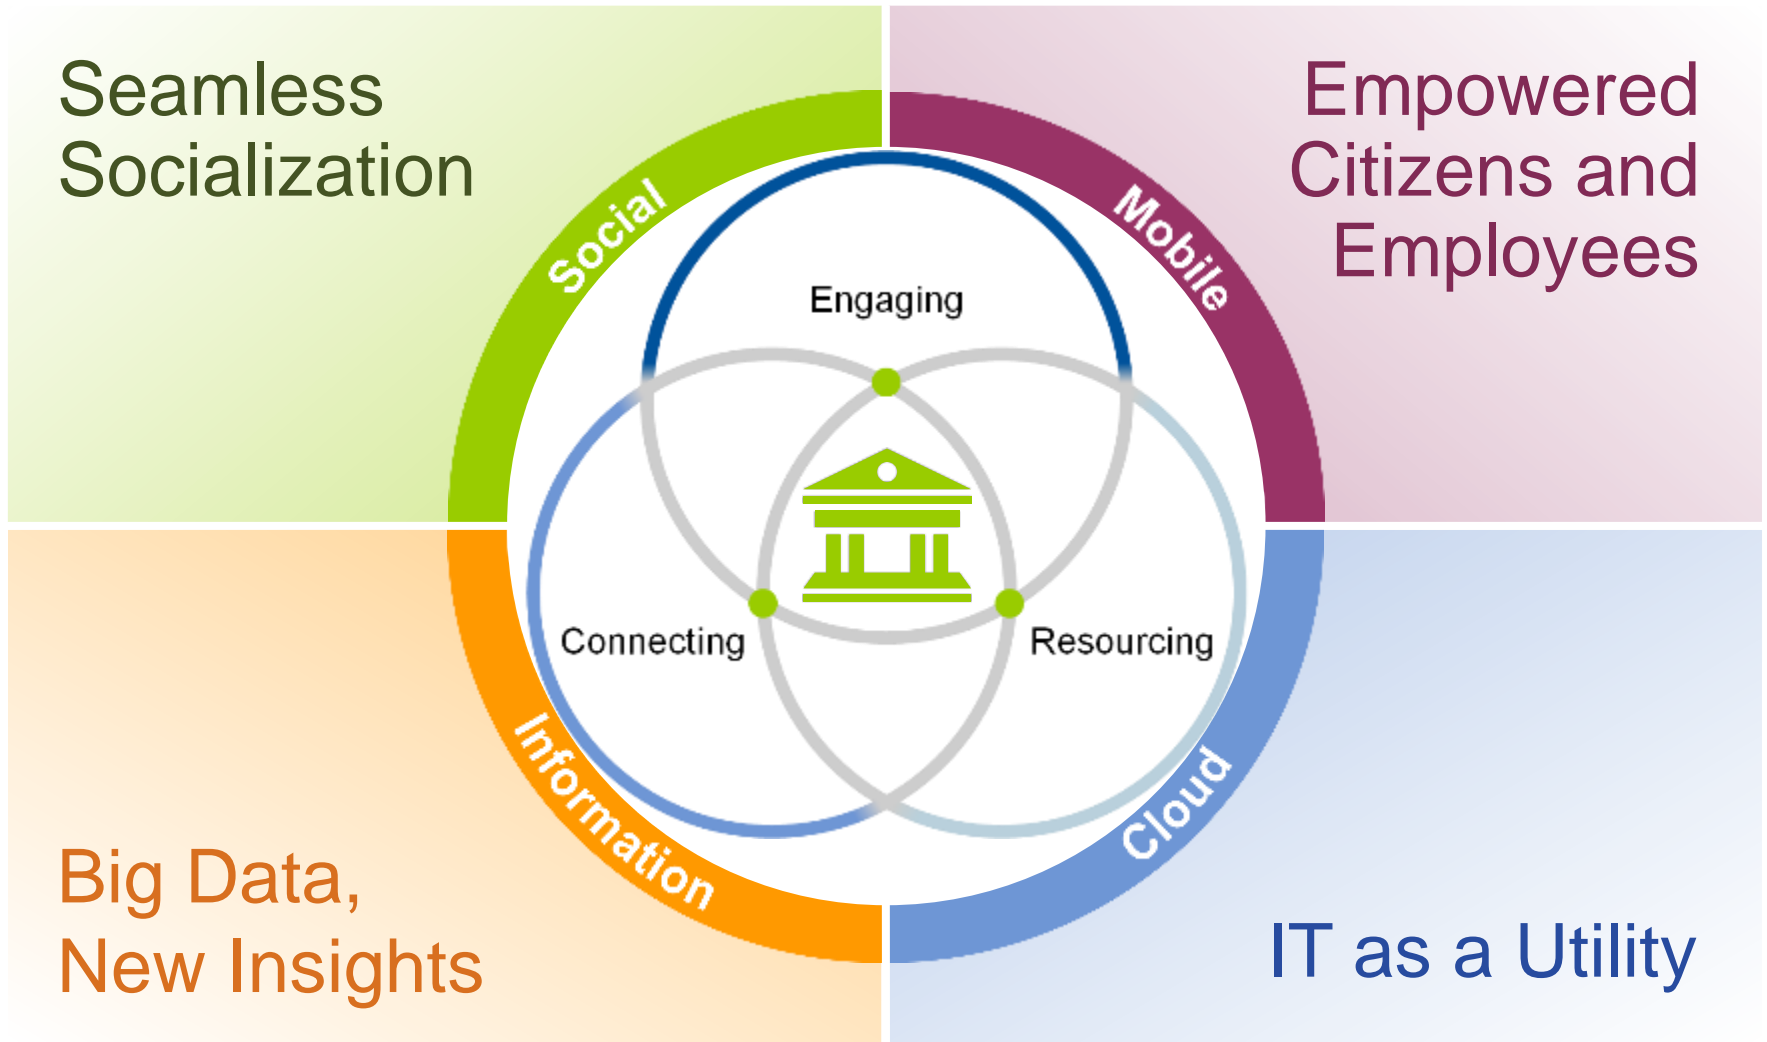 Seamless
Socialization
Empowered
Citizens and
Employees
Social
Mobile
Engaging
Connecting
Resourcing
Information
Cloud
Big Data,
New Insights
IT as a Utility